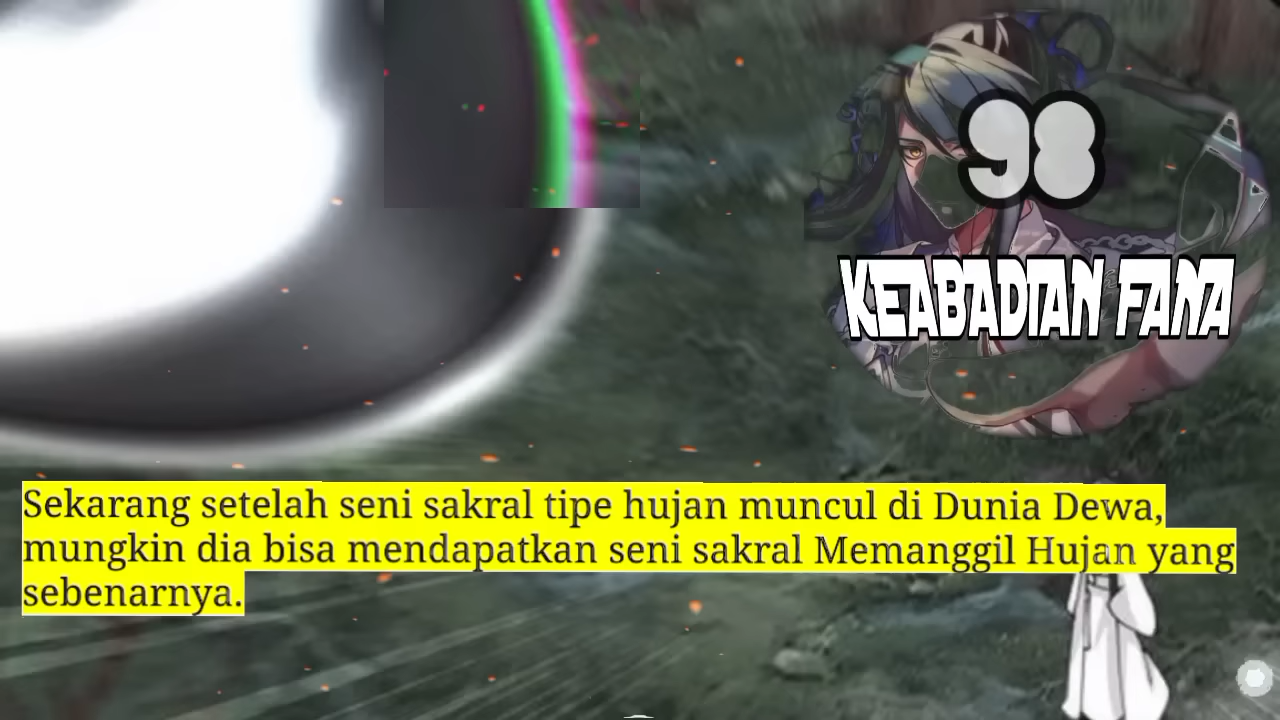 98
KEABADIAN FANA
Sekarang setelah seni sakral tipe hujan muncul di Dunia Dewa,
mungkin dia bisa mendapatkan seni sakral Memanggil Hujan yang
sebenarnya.